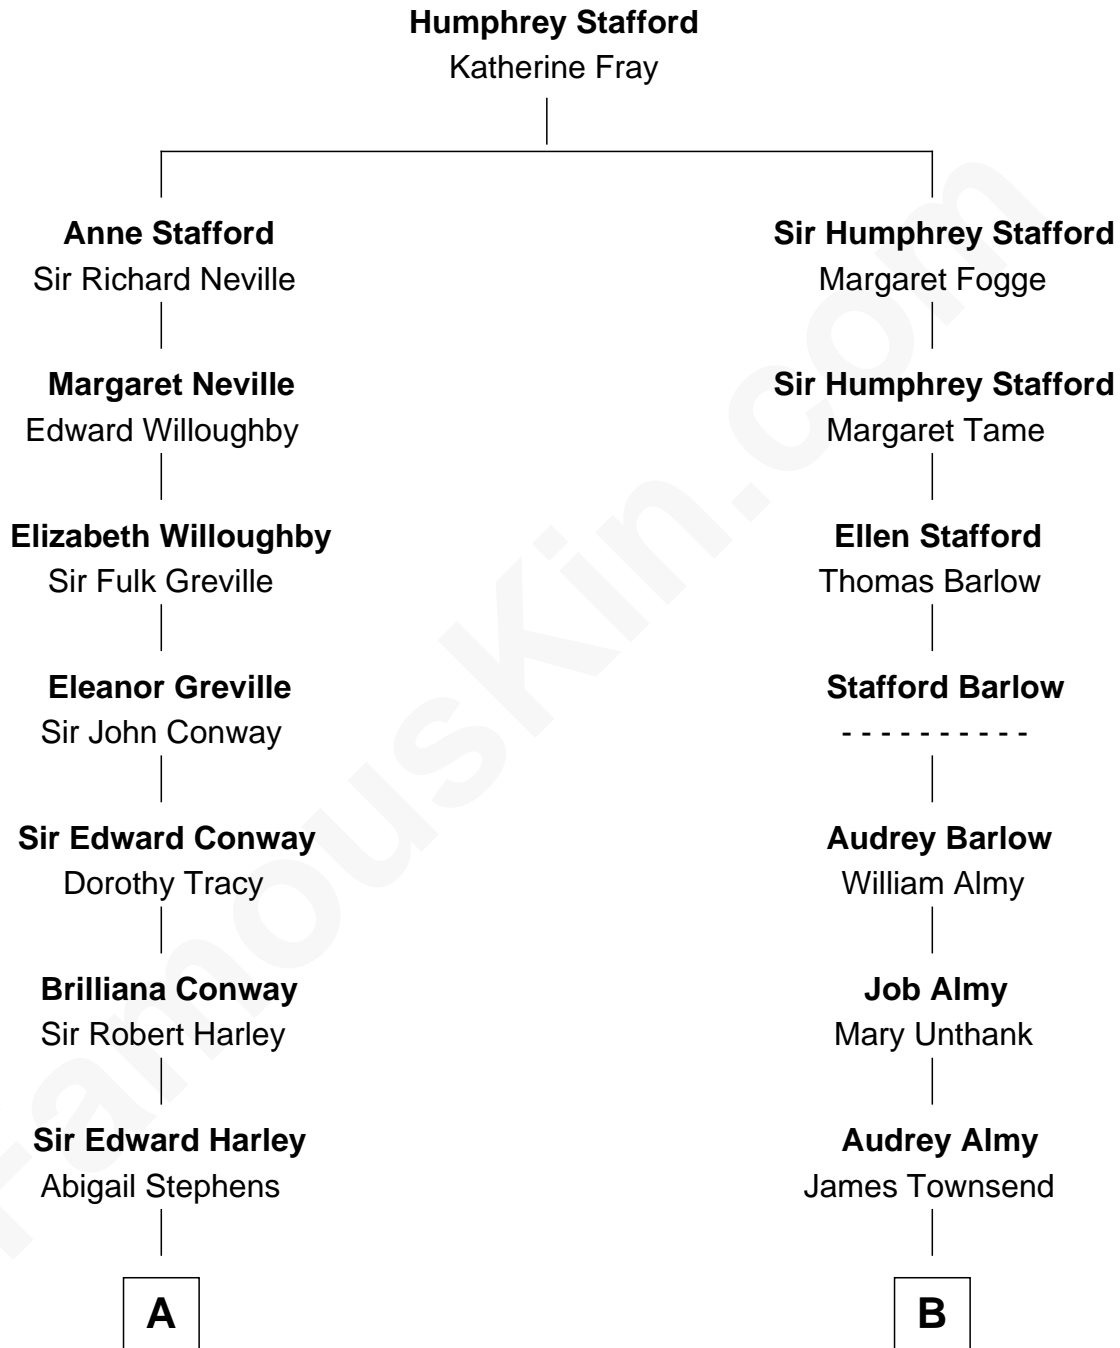 Humphrey Stafford
Katherine Fray
Anne Stafford
Sir Richard Neville
Margaret Neville
Edward Willoughby
Elizabeth Willoughby
Sir Fulk Greville
Eleanor Greville
Sir John Conway
Sir Edward Conway
Dorothy Tracy
Brilliana Conway
Sir Robert Harley
Sir Edward Harley
Abigail Stephens
A
Sir Humphrey Stafford
Margaret Fogge
Sir Humphrey Stafford
Margaret Tame
Ellen Stafford
Thomas Barlow
Stafford Barlow
- - - - - - - - - -
Audrey Barlow
William Almy
Job Almy
Mary Unthank
Audrey Almy
James Townsend
B
FamousKin.com